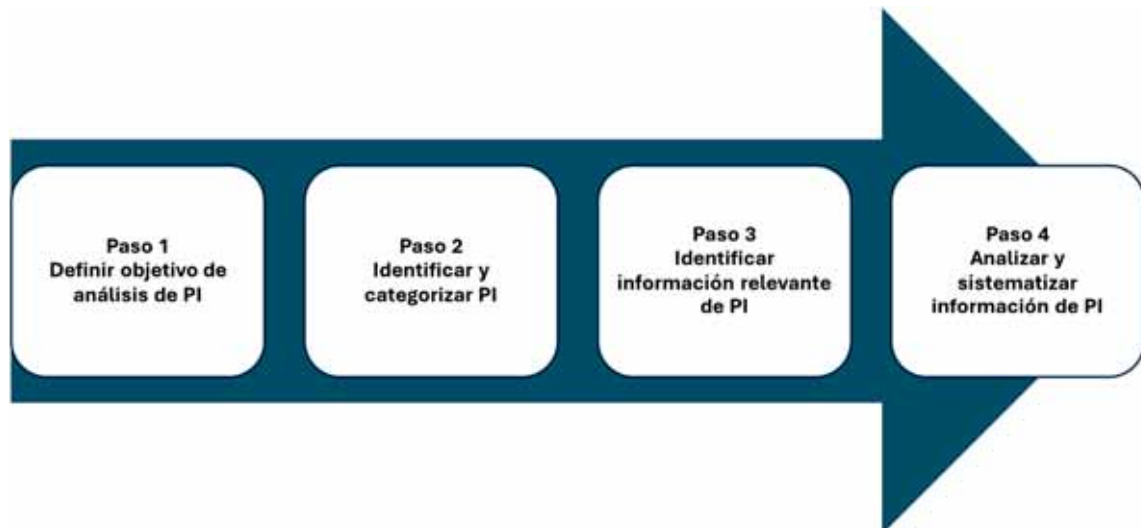 Paso 1
Definir objetivo de
análisis de PI
Paso 2
Identificar y
categorizar PI
Paso 3
Identificar
información relevante
de PI
Paso 4
Analizar y
sistematizar
información de PI